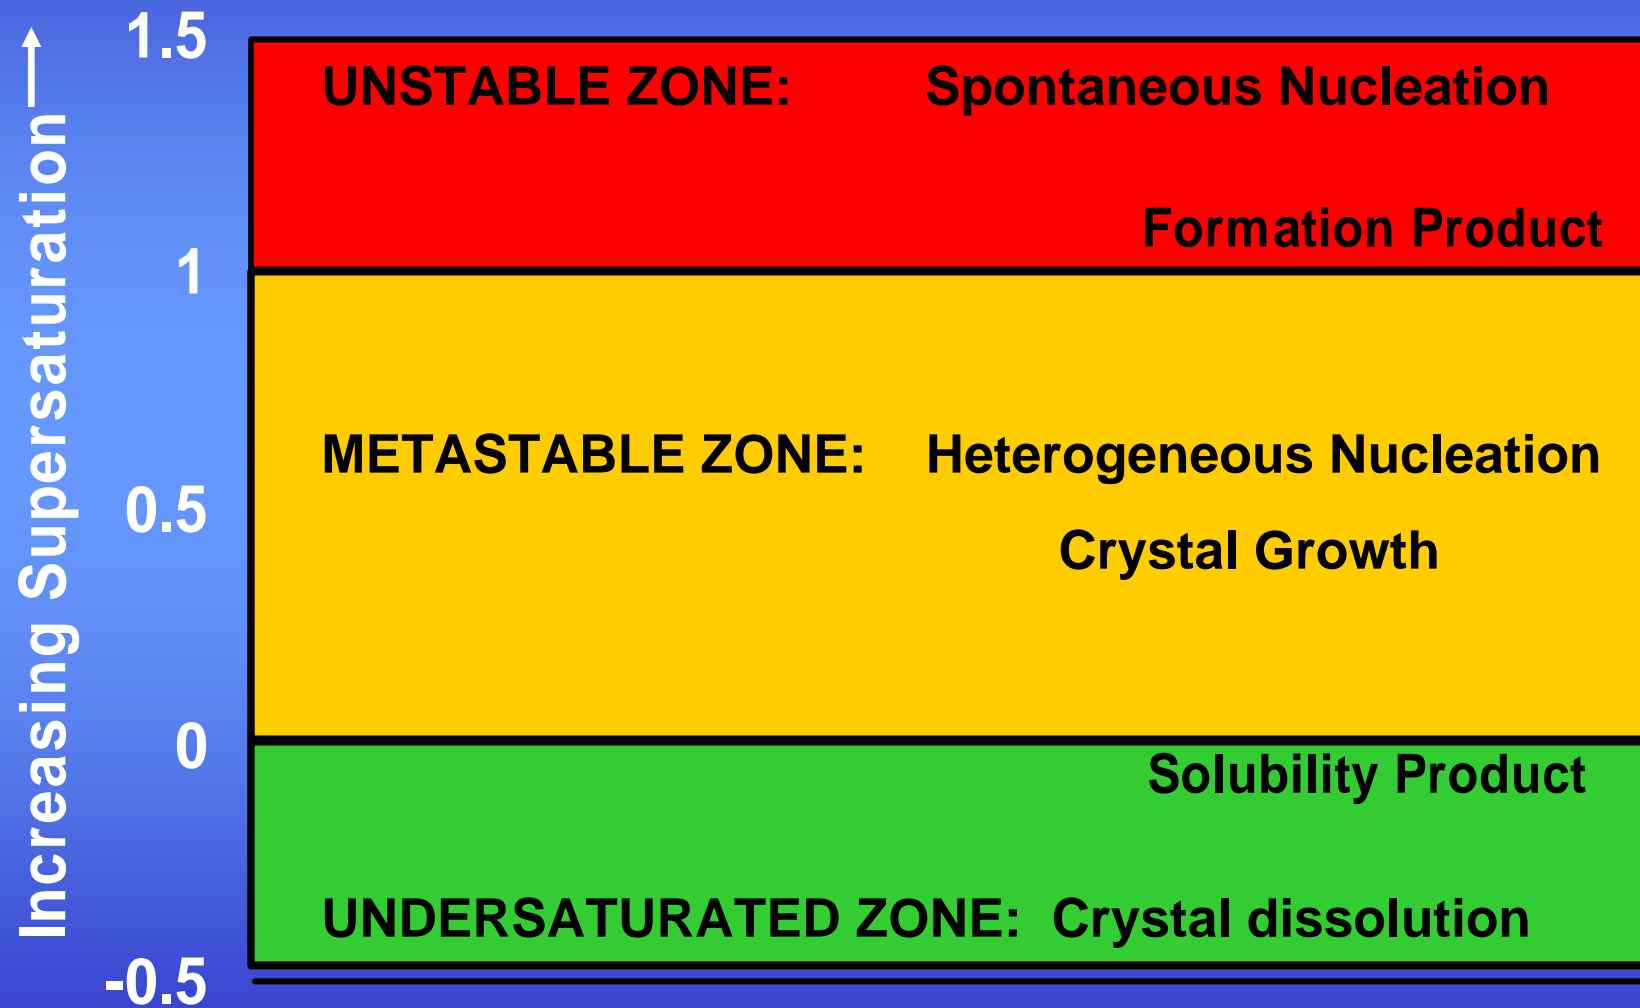 Increasing Supersaturation
1.5
UNSTABLE ZONE: Spontaneous Nucleation
Formation Product
1
METASTABLE ZONE: Heterogeneous Nucleation
0.5
Crystal Growth
0
Solubility Product
UNDERSATURATED ZONE: Crystal dissolution
-0.5